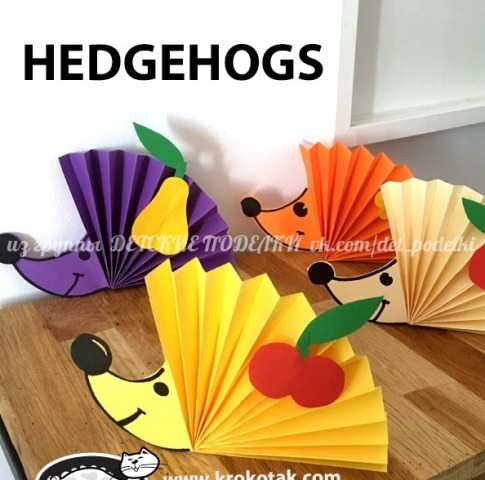 HEDGEHOGS
из группы ДЕТСКИЕ ПОДЕЛКИ vk.com/det_podelki
www.krokotak.com